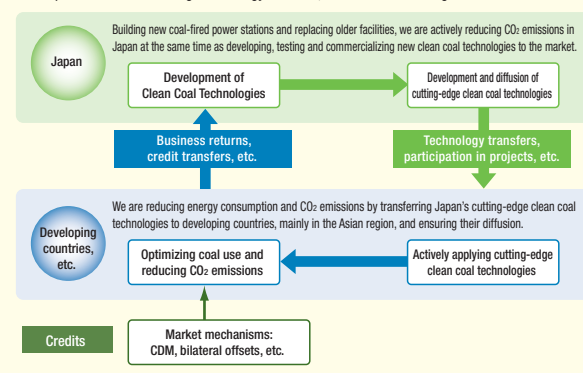 Building new coal-fired power stations and replacing older facilities, we are actively reducing CO₂ emissions in
Japan at the same time as developing, testing and commercializing new clean coal technologies to the market.
Japan
Development of
Clean Coal Technologies
Development and diffusion of
cutting-edge clean coal technologies
Business returns,
credit transfers, etc.
Technology transfers,
participation in projects, etc.
We are reducing energy consumption and CO₂ emissions by transferring Japan's cutting-edge clean coal
technologies to developing countries, mainly in the Asian region, and ensuring their diffusion.
Developing
countries,
etc.
Optimizing coal use and
reducing CO₂ emissions
Actively applying cutting-edge
clean coal technologies
Credits
Market mechanisms:
CDM, bilateral offsets, etc.